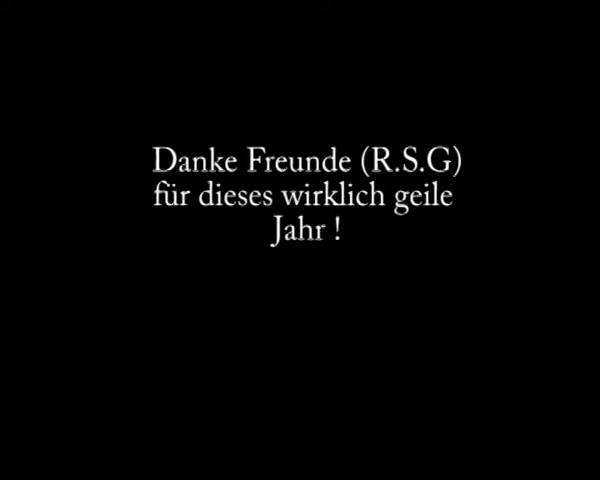 Danke Freunde (R.S.G)
für dieses wirklich geile
Jahr !